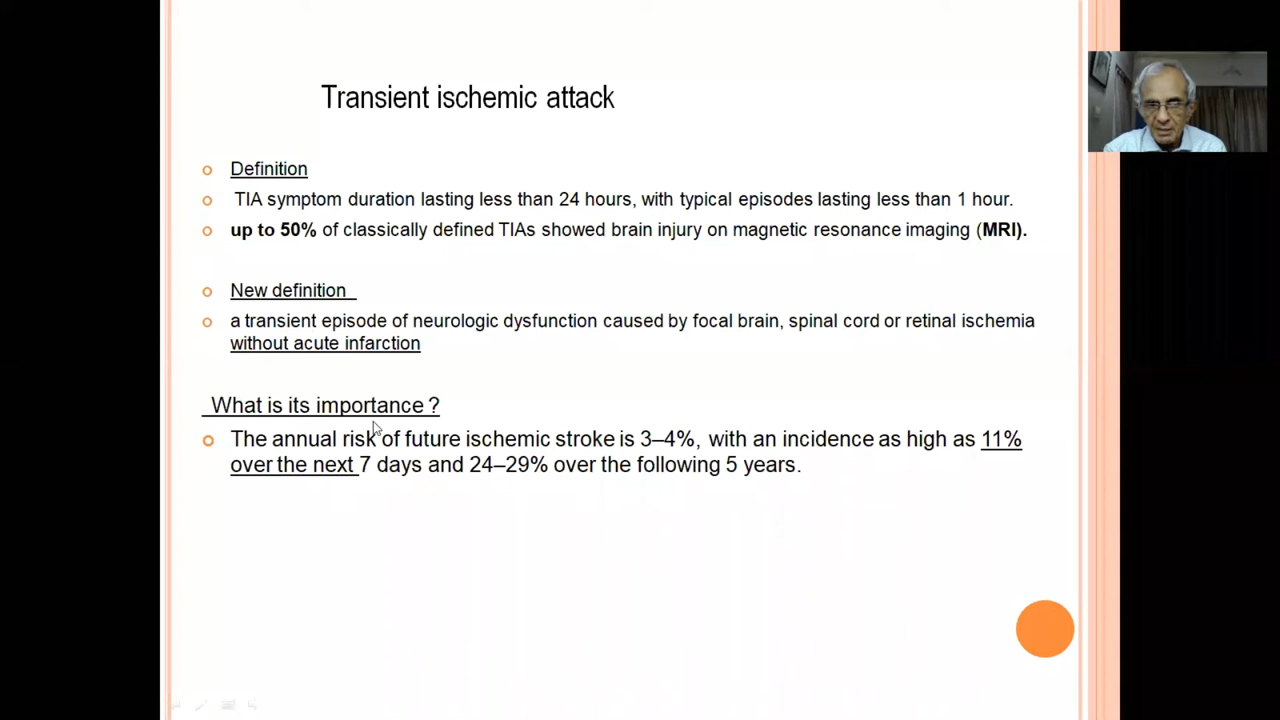 Transient ischemic attack
Definition
TIA symptom duration lasting less than 24 hours, with typical episodes lasting less than 1 hour.
up to 50% of classically defined TIAs showed brain injury on magnetic resonance imaging (MRI).
New definition
a transient episode of neurologic dysfunction caused by focal brain, spinal cord or retinal ischemia
without acute infarction
What is its importance ?
The annual risk of future ischemic stroke is 3–4%, with an incidence as high as 11%
over the next 7 days and 24–29% over the following 5 years.